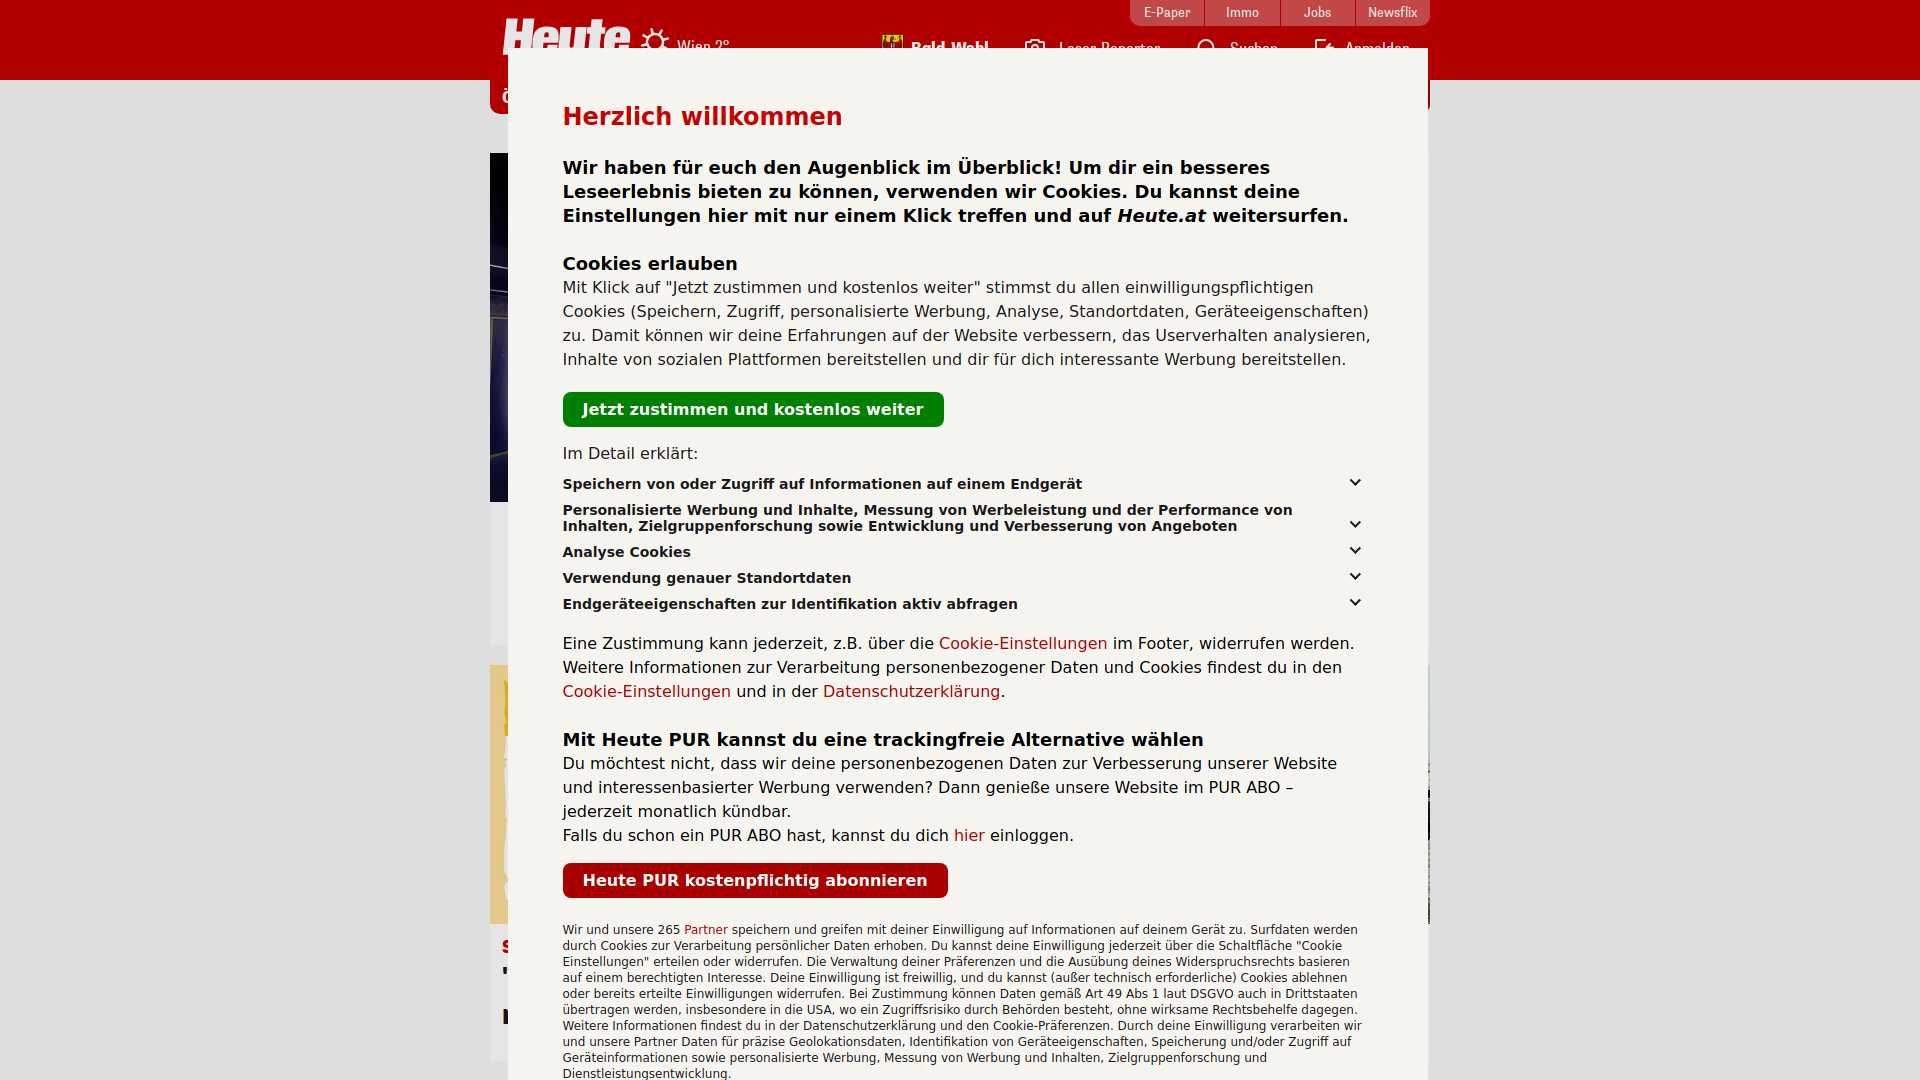 E-Paper Immo Jobs Newsflix
Heute Wien 2° Bgld-Wahl Leser-Reporter Suchen Anmelden
Herzlich willkommen
Wir haben für euch den Augenblick im Überblick! Um dir ein besseres
Leseerlebnis bieten zu können, verwenden wir Cookies. Du kannst deine
Einstellungen hier mit nur einem Klick treffen und auf Heute.at weitersurfen.
Cookies erlauben
Mit Klick auf "Jetzt zustimmen und kostenlos weiter" stimmst du allen einwilligungspflichtigen
Cookies (Speichern, Zugriff, personalisierte Werbung, Analyse, Standortdaten, Geräteeigenschaften)
zu. Damit können wir deine Erfahrungen auf der Website verbessern, das Userverhalten analysieren,
Inhalte von sozialen Plattformen bereitstellen und dir für dich interessante Werbung bereitstellen.
Jetzt zustimmen und kostenlos weiter
Im Detail erklärt:
Speichern von oder Zugriff auf Informationen auf einem Endgerät
Personalisierte Werbung und Inhalte, Messung von Werbeleistung und der Performance von
Inhalten, Zielgruppenforschung sowie Entwicklung und Verbesserung von Angeboten
Analyse Cookies
Verwendung genauer Standortdaten
Endgeräteeigenschaften zur Identifikation aktiv abfragen
Eine Zustimmung kann jederzeit, z.B. über die Cookie-Einstellungen im Footer, widerrufen werden.
Weitere Informationen zur Verarbeitung personenbezogener Daten und Cookies findest du in den
Cookie-Einstellungen und in der Datenschutzerklärung.
Mit Heute PUR kannst du eine trackingfreie Alternative wählen
Du möchtest nicht, dass wir deine personenbezogenen Daten zur Verbesserung unserer Website
und interessenbasierter Werbung verwenden? Dann genieße unsere Website im PUR ABO –
jederzeit monatlich kündbar.
Falls du schon ein PUR ABO hast, kannst du dich hier einloggen.
Heute PUR kostenpflichtig abonnieren
Wir und unsere 265 Partner speichern und greifen mit deiner Einwilligung auf Informationen auf deinem Gerät zu. Surfdaten werden
durch Cookies zur Verarbeitung persönlicher Daten erhoben. Du kannst deine Einwilligung jederzeit über die Schaltfläche "Cookie
Einstellungen" erteilen oder widerrufen. Die Verwaltung deiner Präferenzen und die Ausübung deines Widerspruchsrechts basieren
auf einem berechtigten Interesse. Deine Einwilligung ist freiwillig, und du kannst (außer technisch erforderliche) Cookies ablehnen
oder bereits erteilte Einwilligungen widerrufen. Bei Zustimmung können Daten gemäß Art 49 Abs 1 laut DSGVO auch in Drittstaaten
übertragen werden, insbesondere in die USA, wo ein Zugriffsrisiko durch Behörden besteht, ohne wirksame Rechtsbehelfe dagegen.
Weitere Informationen findest du in der Datenschutzerklärung und den Cookie-Präferenzen. Durch deine Einwilligung verarbeiten wir
und unsere Partner Daten für präzise Geolokationsdaten, Identifikation von Geräteeigenschaften, Speicherung und/oder Zugriff auf
Geräteinformationen sowie personalisierte Werbung, Messung von Werbung und Inhalten, Zielgruppenforschung und
Dienstleistungsentwicklung.